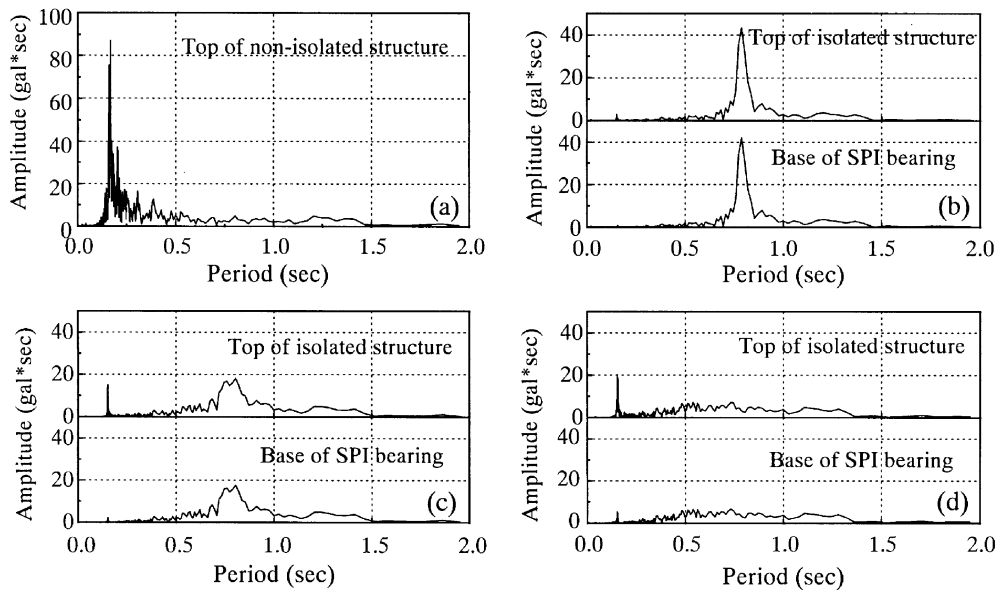 100
80
60
40
20
0
Amplitude (gal*sec)
Top of non-isolated structure
(a)
0.0 0.5 1.0 1.5 2.0
Period (sec)
40
20
0
40
20
0
Amplitude (gal*sec)
Top of isolated structure
Base of SPI bearing
(b)
0.0 0.5 1.0 1.5 2.0
Period (sec)
40
20
0
40
20
0
Amplitude (gal*sec)
Top of isolated structure
Base of SPI bearing
(c)
0.0 0.5 1.0 1.5 2.0
Period (sec)
40
20
0
40
20
0
Amplitude (gal*sec)
Top of isolated structure
Base of SPI bearing
(d)
0.0 0.5 1.0 1.5 2.0
Period (sec)